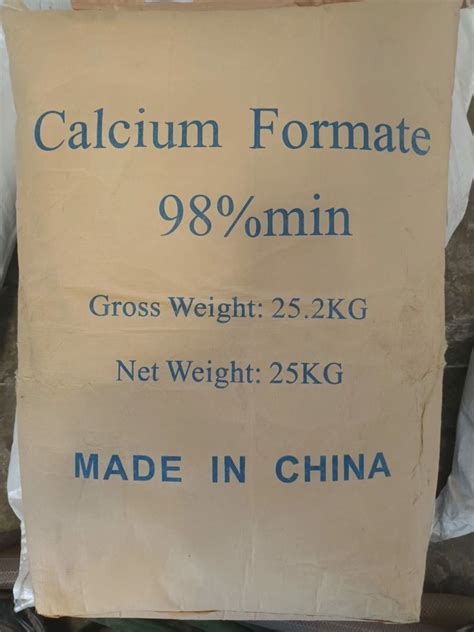 Calcium Formate
98%min
Gross Weight: 25.2KG
Net Weight: 25KG
MADE IN CHINA